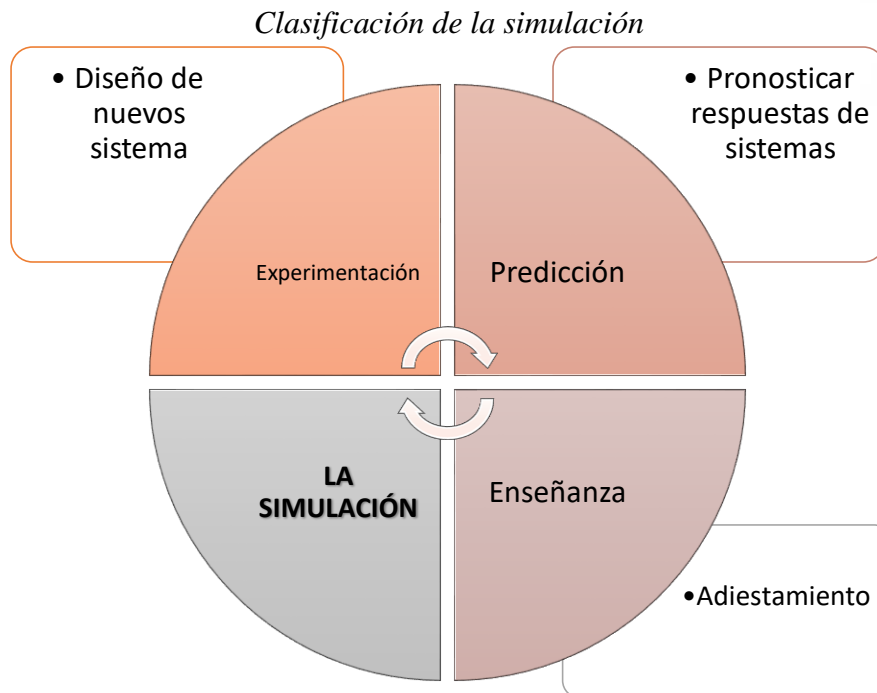 Clasificación de la simulación
• Diseño de
nuevos
sistema
• Pronosticar
respuestas de
sistemas
Experimentación
Predicción
LA
SIMULACIÓN
Enseñanza
•Adiestamiento